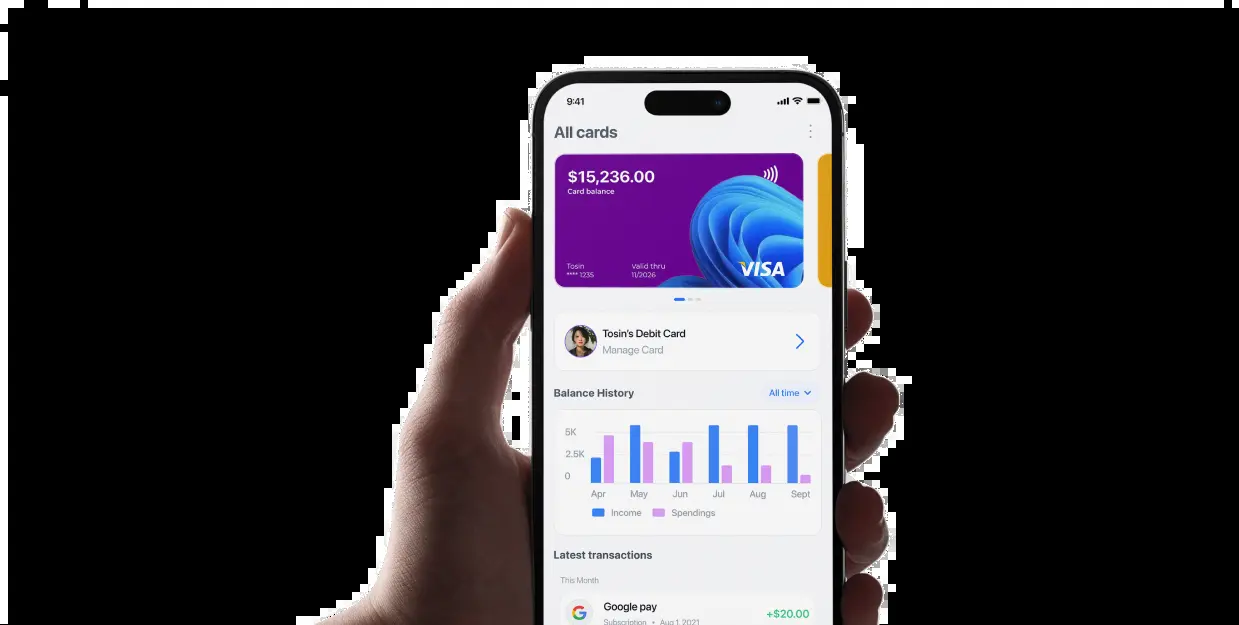 9:41
All cards
$15,236.00
Card balance
Tosin
**** 1235
Valid thru
11/2026
VISA
Tosin's Debit Card
Manage Card
Balance History
All time
5K
2.5K
0
Apr May Jun Jul Aug Sept
Income Spendings
Latest transactions
This Month
Google pay
+$20.00
Subscription • Aug 1, 2021